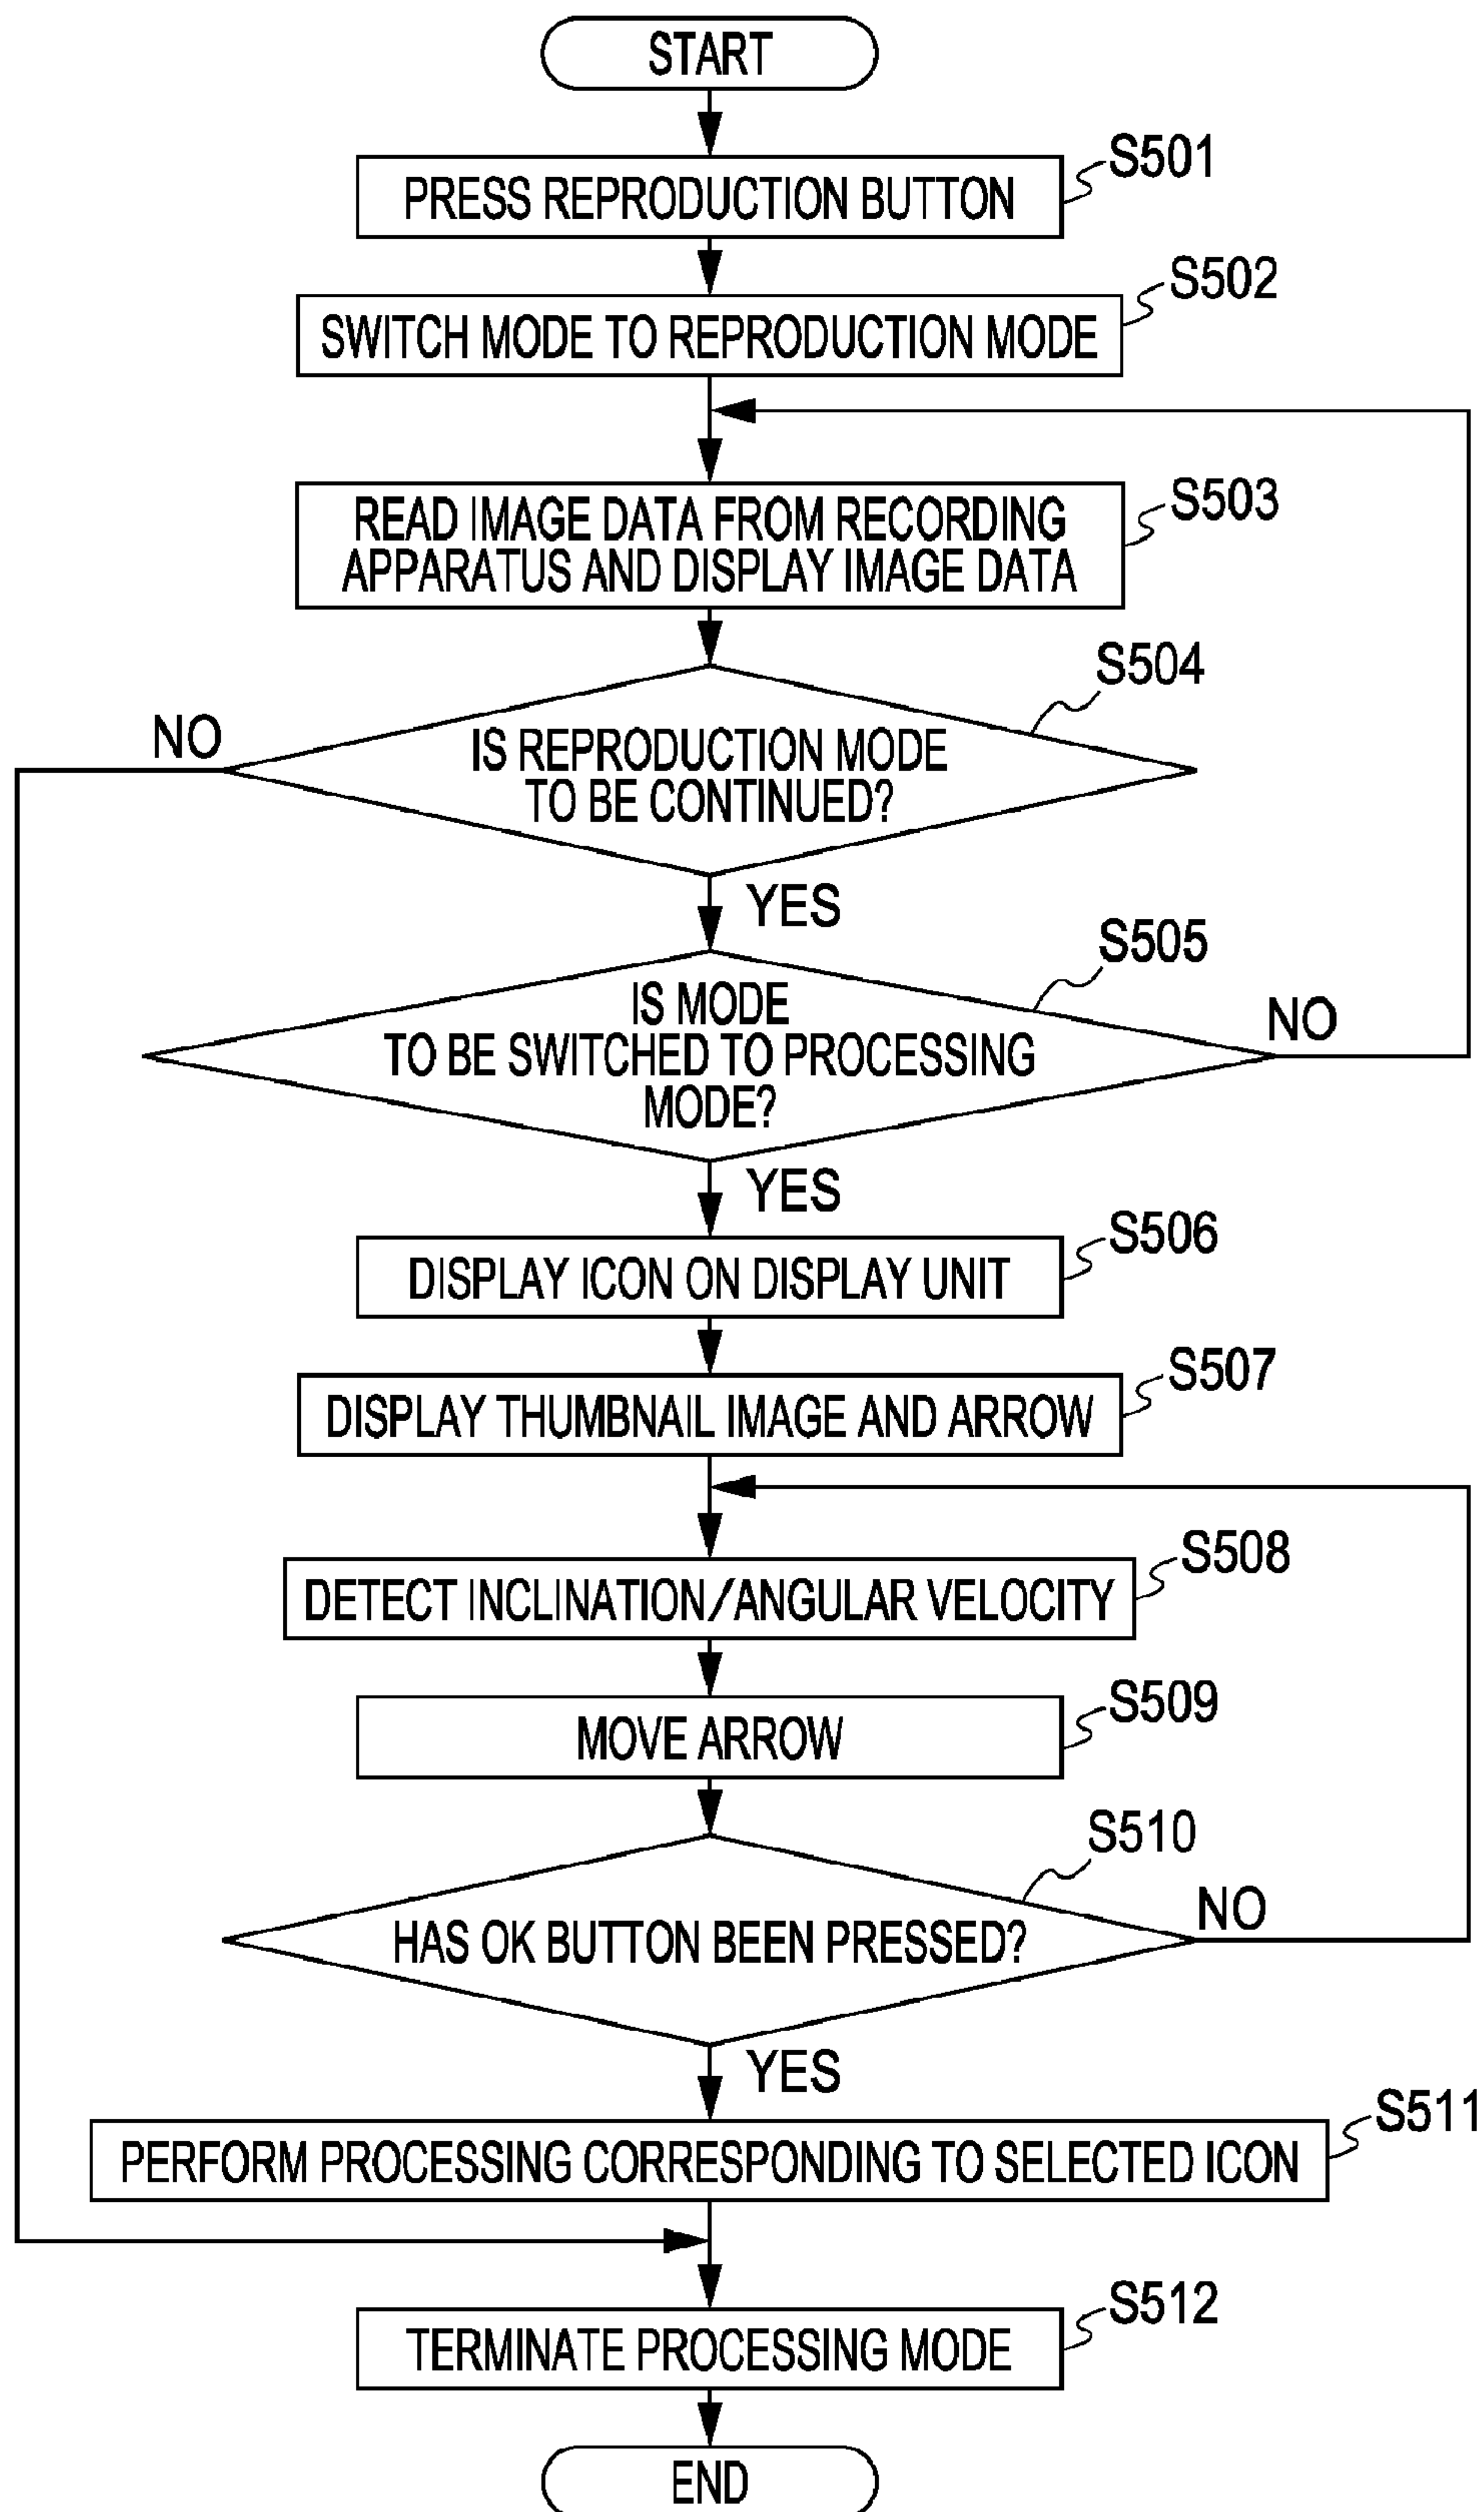 START
S501
PRESS REPRODUCTION BUTTON
S502
SWITCH MODE TO REPRODUCTION MODE
S503
READ IMAGE DATA FROM RECORDING
APPARATUS AND DISPLAY IMAGE DATA
S504
NO
IS REPRODUCTION MODE
TO BE CONTINUED?
YES
S505
IS MODE
TO BE SWITCHED TO PROCESSING
MODE?
NO
YES
S506
DISPLAY ICON ON DISPLAY UNIT
S507
DISPLAY THUMBNAIL IMAGE AND ARROW
S508
DETECT INCLINATION/ANGULAR VELOCITY
S509
MOVE ARROW
S510
HAS OK BUTTON BEEN PRESSED?
NO
YES
S511
PERFORM PROCESSING CORRESPONDING TO SELECTED ICON
S512
TERMINATE PROCESSING MODE
END